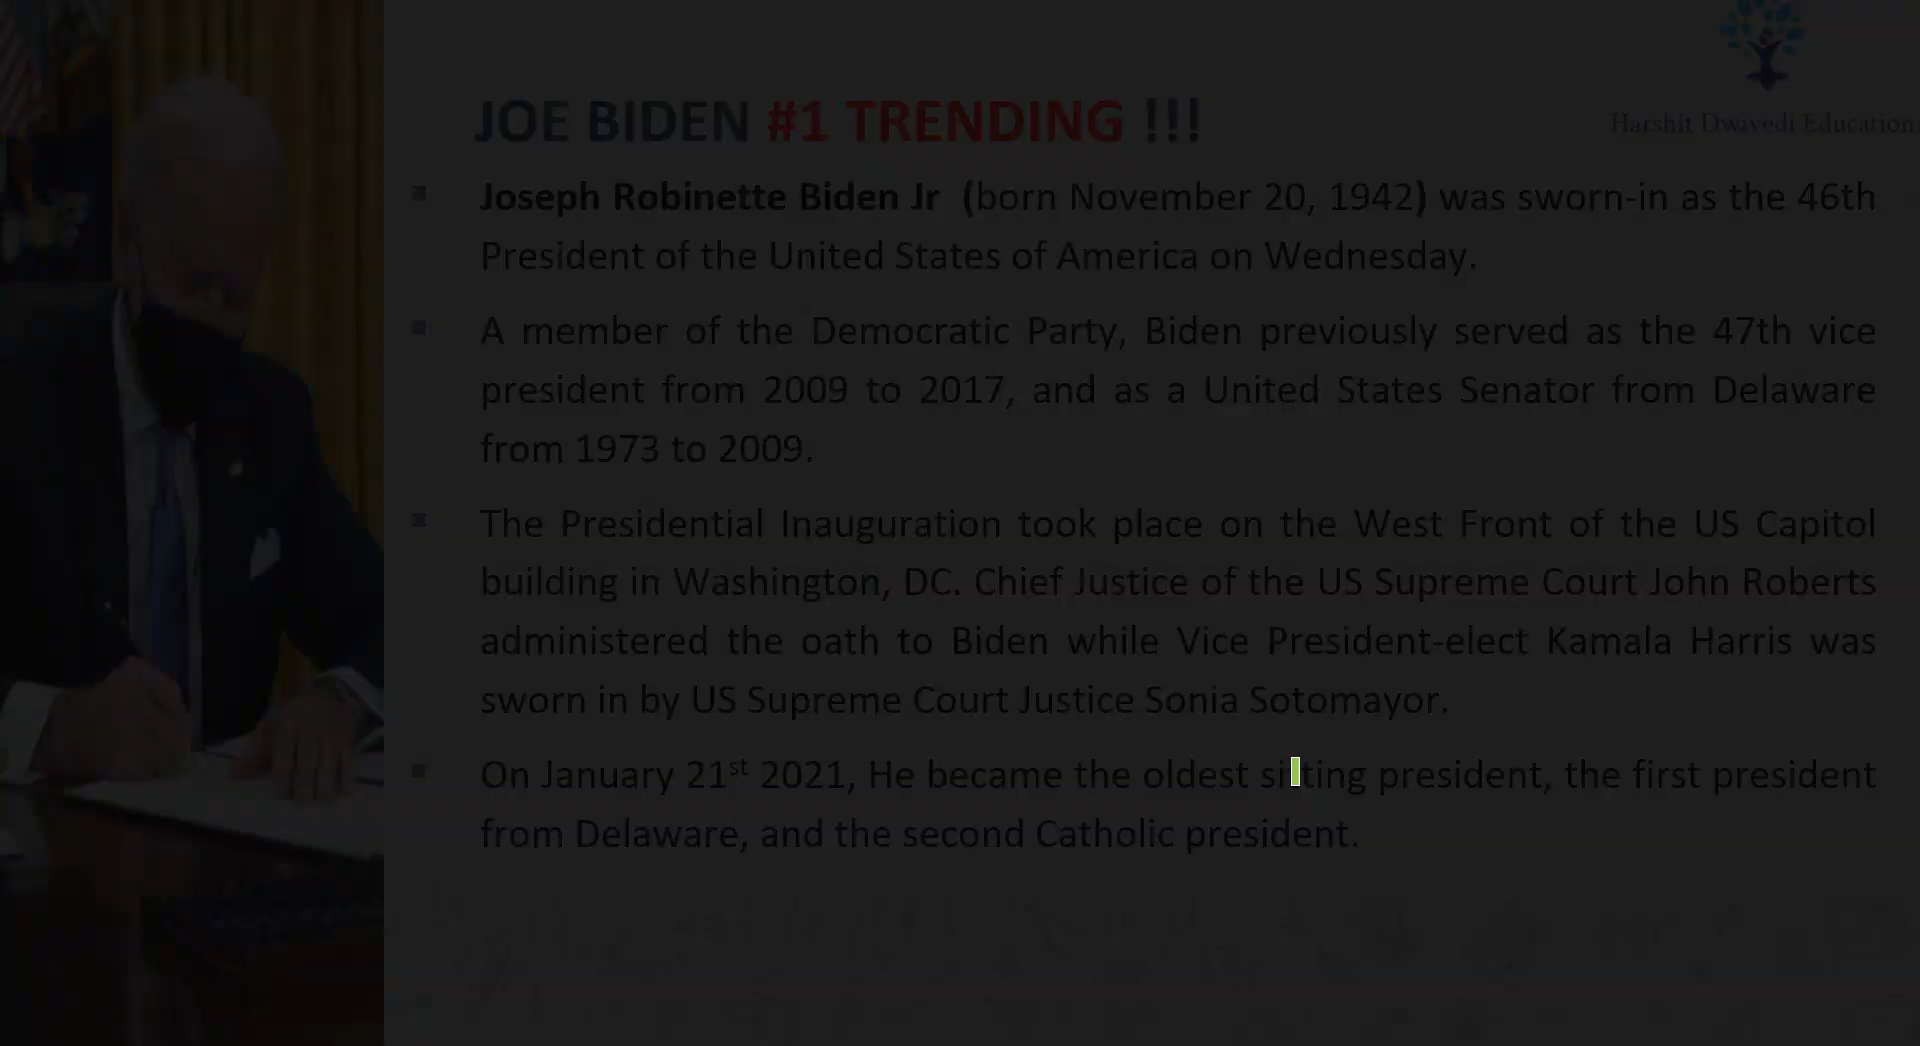 JOE BIDEN #1 TRENDING !!!
Harshit Dwivedi Education
Joseph Robinette Biden Jr (born November 20, 1942) was sworn-in as the 46th
President of the United States of America on Wednesday.
A member of the Democratic Party, Biden previously served as the 47th vice
president from 2009 to 2017, and as a United States Senator from Delaware
from 1973 to 2009.
The Presidential Inauguration took place on the West Front of the US Capitol
building in Washington, DC. Chief Justice of the US Supreme Court John Roberts
administered the oath to Biden while Vice President-elect Kamala Harris was
sworn in by US Supreme Court Justice Sonia Sotomayor.
On January 21st 2021, He became the oldest sitting president, the first president
from Delaware, and the second Catholic president.